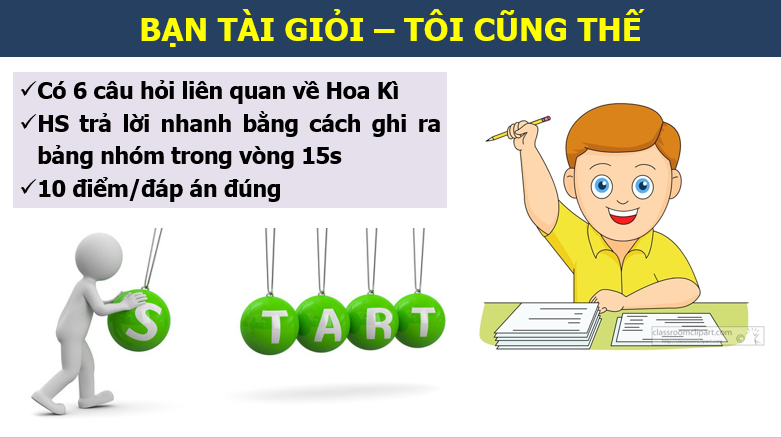 BẠN TÀI GIỎI – TÔI CŨNG THẾ
✓Có 6 câu hỏi liên quan về Hoa Kì
✓HS trả lời nhanh bằng cách ghi ra
bảng nhóm trong vòng 15s
✓10 điểm/đáp án đúng
S TART
classroomclipart.com ©